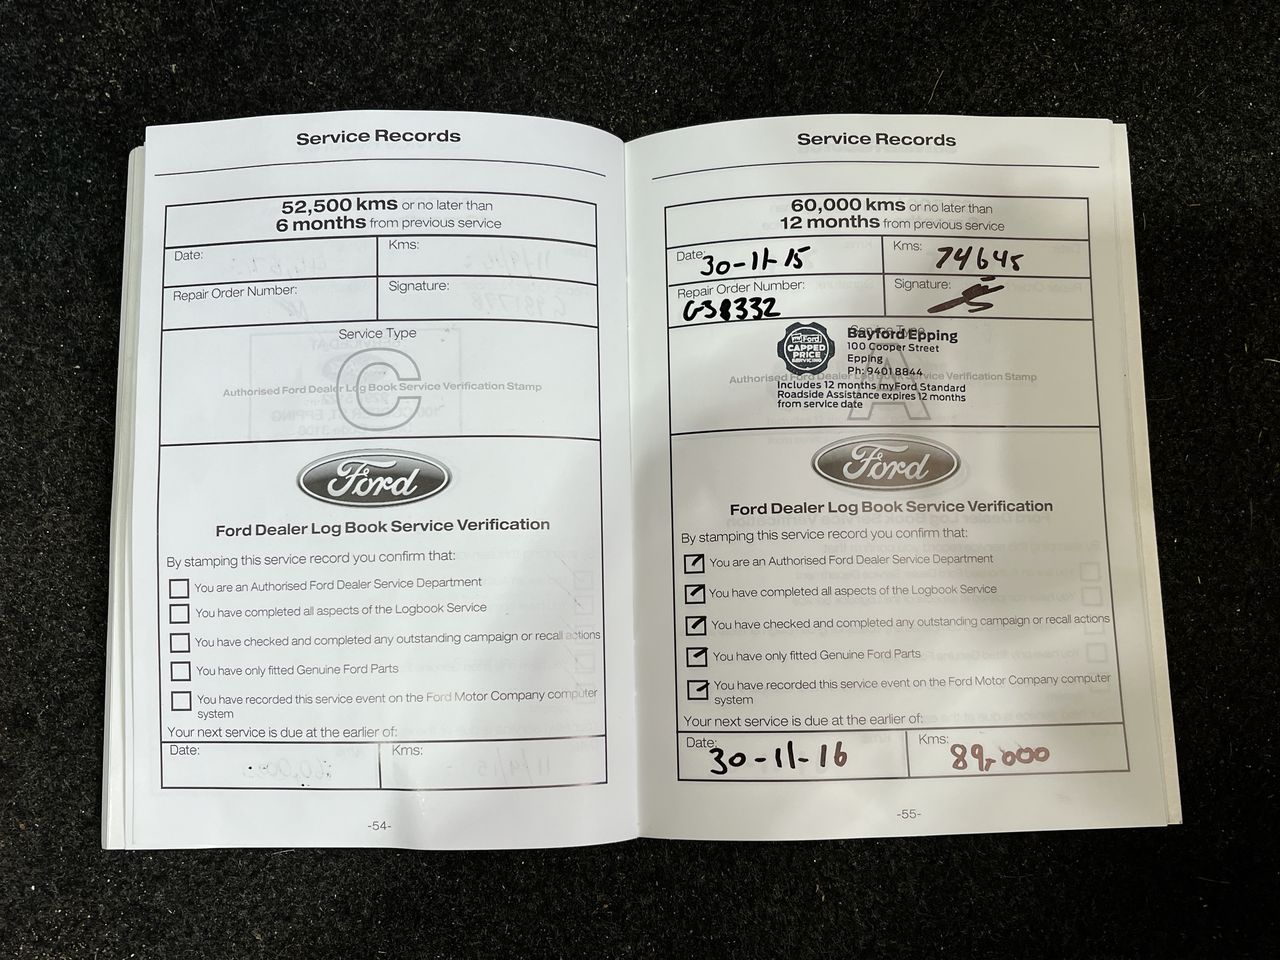 Service Records
52,500 kms or no later than
6 months from previous service
Date:
Kms:
Repair Order Number:
Signature:
Service Type
C
Authorised Ford Dealer Log Book Service Verification Stamp
Ford
Ford Dealer Log Book Service Verification
By stamping this service record you confirm that:
You are an Authorised Ford Dealer Service Department
You have completed all aspects of the Logbook Service
You have checked and completed any outstanding campaign or recall actions
You have only fitted Genuine Ford Parts
You have recorded this service event on the Ford Motor Company computer
system
Your next service is due at the earlier of:
Date:
Kms:
-54-
Service Records
60,000 kms or no later than
12 months from previous service
Date: 30-11-15
Kms: 74645
Repair Order Number:
Signature:
Service Type
A
Authorised Ford Dealer Log Book Service Verification Stamp
myFord
CAPPED
PRICE
SERVICING
Bayford Epping
100 Cooper Street
Epping
Ph: 9401 8844
Includes 12 months myFord Standard
Roadside Assistance expires 12 months
from service date
Ford
Ford Dealer Log Book Service Verification
By stamping this service record you confirm that:
You are an Authorised Ford Dealer Service Department
You have completed all aspects of the Logbook Service
You have checked and completed any outstanding campaign or recall actions
You have only fitted Genuine Ford Parts
You have recorded this service event on the Ford Motor Company computer
system
Your next service is due at the earlier of:
Date: 30-11-16
Kms: 89,000
-55-